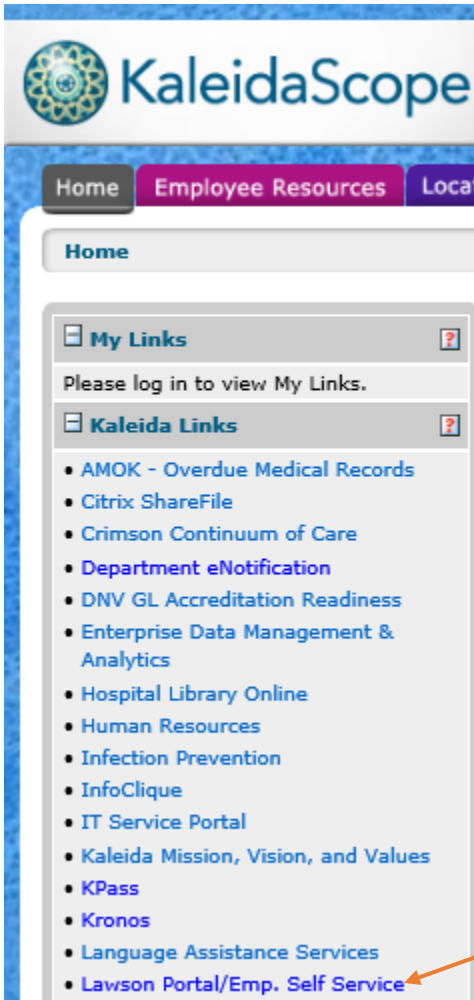 KaleidaScope
Home Employee Resources Loca
Home
My Links ?
Please log in to view My Links.
Kaleida Links ?
• AMOK - Overdue Medical Records
• Citrix ShareFile
• Crimson Continuum of Care
• Department eNotification
• DNV GL Accreditation Readiness
• Enterprise Data Management &
Analytics
• Hospital Library Online
• Human Resources
• Infection Prevention
• InfoClique
• IT Service Portal
• Kaleida Mission, Vision, and Values
• KPass
• Kronos
• Language Assistance Services
• Lawson Portal/Emp. Self Service